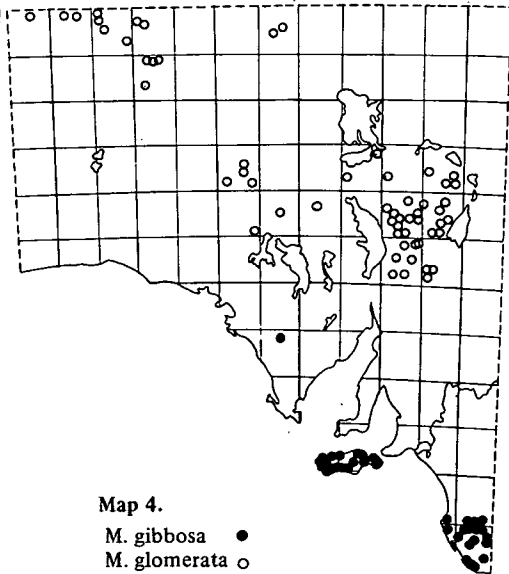 Map 4.
M. gibbosa ●
M. glomerata ○